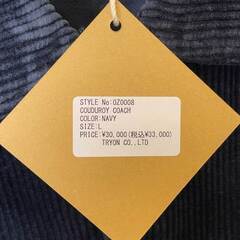 STYLE No:OZ0008
COUDUROY COACH
COLOR:NAVY
SIZE:L
PRICE:¥30,000(税込¥33,000)
TRYON CO.,LTD